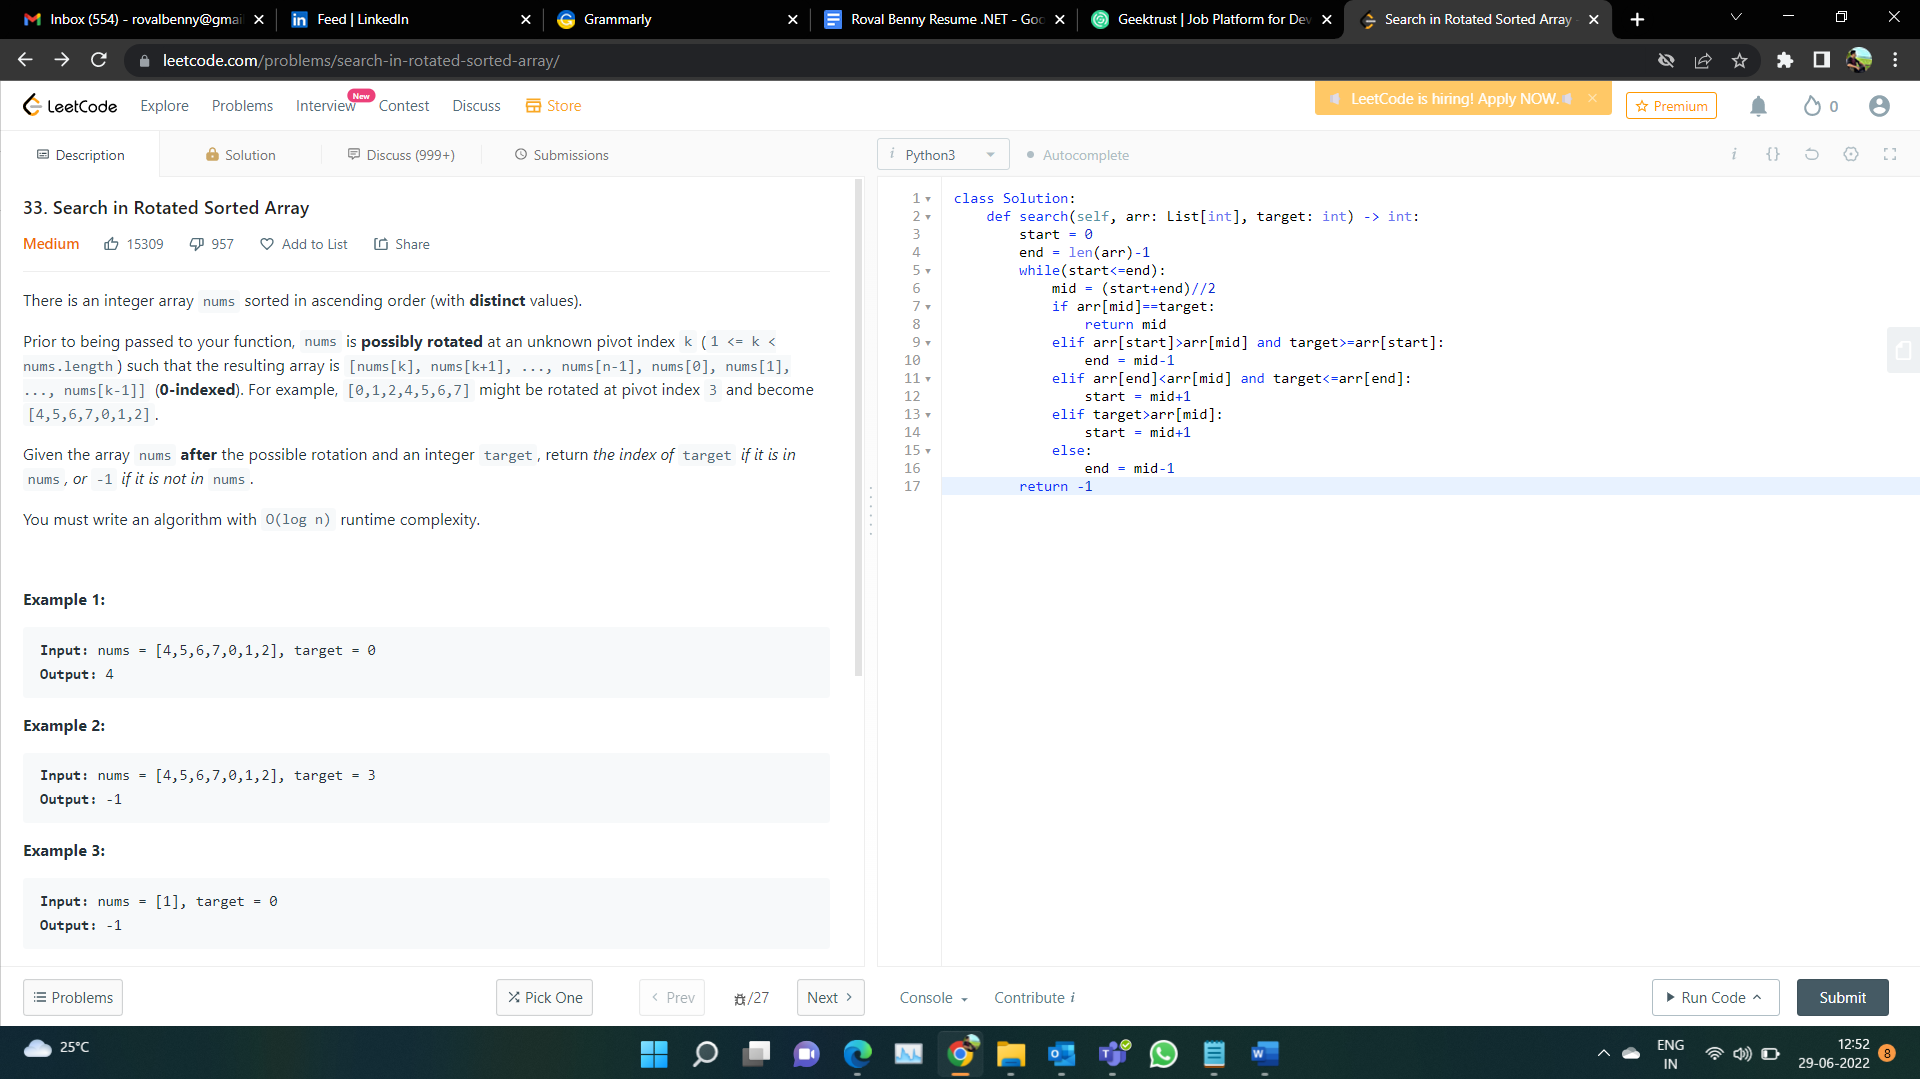 Inbox (554) - rovalbenny@gmai
Feed | LinkedIn
Grammarly
Roval Benny Resume .NET - Goo
Geektrust | Job Platform for Dev
Search in Rotated Sorted Array -
leetcode.com/problems/search-in-rotated-sorted-array/
LeetCode
Explore
Problems
Interview
New
Contest
Discuss
Store
LeetCode is hiring! Apply NOW.
Premium
0
Description
Solution
Discuss (999+)
Submissions
i Python3
Autocomplete
i {}
33. Search in Rotated Sorted Array
Medium 15309 957 Add to List Share
There is an integer array nums sorted in ascending order (with distinct values).
Prior to being passed to your function, nums is possibly rotated at an unknown pivot index k (1 <= k <
nums.length) such that the resulting array is [nums[k], nums[k+1], ..., nums[n-1], nums[0], nums[1],
..., nums[k-1]] (0-indexed). For example, [0,1,2,4,5,6,7] might be rotated at pivot index 3 and become
[4,5,6,7,0,1,2].
Given the array nums after the possible rotation and an integer target, return the index of target if it is in
nums, or -1 if it is not in nums.
You must write an algorithm with O(log n) runtime complexity.
Example 1:
Input: nums = [4,5,6,7,0,1,2], target = 0
Output: 4
Example 2:
Input: nums = [4,5,6,7,0,1,2], target = 3
Output: -1
Example 3:
Input: nums = [1], target = 0
Output: -1
1 class Solution:
2 def search(self, arr: List[int], target: int) -> int:
3 start = 0
4 end = len(arr)-1
5 while(start<=end):
6 mid = (start+end)//2
7 if arr[mid]==target:
8 return mid
9 elif arr[start]>arr[mid] and target>=arr[start]:
10 end = mid-1
11 elif arr[end]<arr[mid] and target<=arr[end]:
12 start = mid+1
13 elif target>arr[mid]:
14 start = mid+1
15 else:
16 end = mid-1
17 return -1
Problems
Pick One
Prev
/27
Next
Console
Contribute i
Run Code
Submit
25°C
ENG
IN
12:52
29-06-2022
8